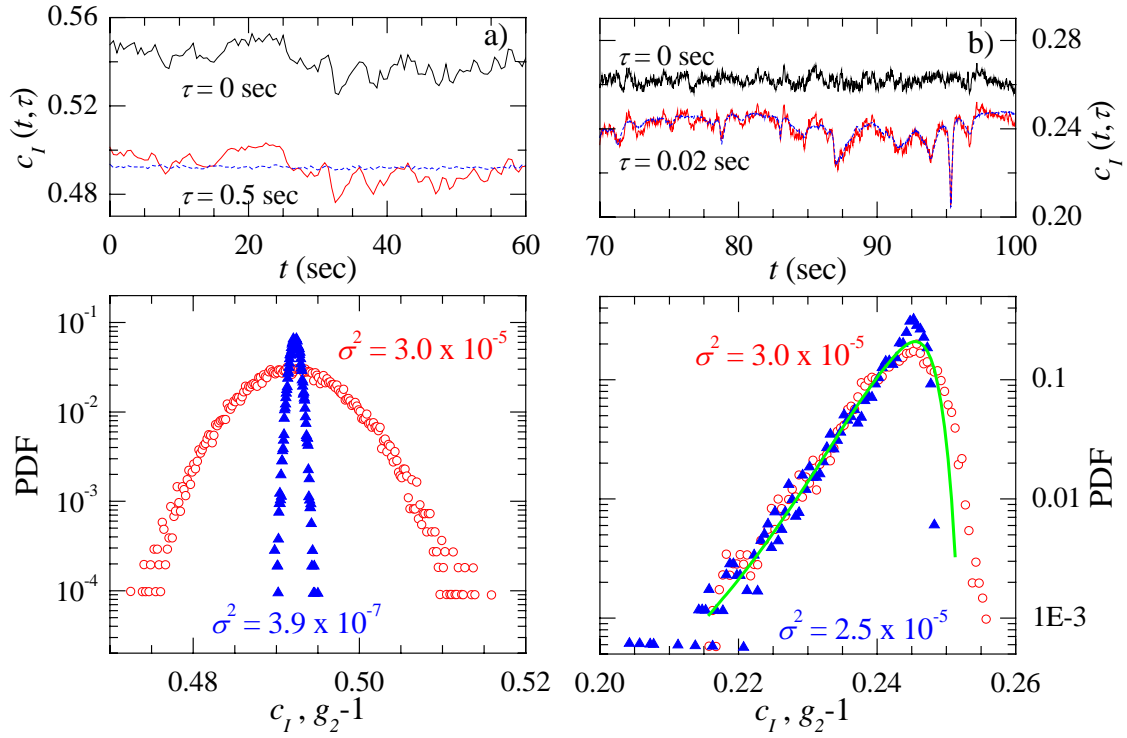 0.56
0.52
0.48
c_I (t,τ)
a)
τ = 0 sec
τ = 0.5 sec
0 20 40 60
t (sec)
b)
τ = 0 sec
τ = 0.02 sec
0.28
0.24
0.20
c_I (t,τ)
70 80 90 100
t (sec)
10^-1
10^-2
10^-3
10^-4
PDF
σ^2 = 3.0 x 10^-5
σ^2 = 3.9 x 10^-7
0.48 0.50 0.52
c_I , g_2-1
σ^2 = 3.0 x 10^-5
σ^2 = 2.5 x 10^-5
0.1
0.01
1E-3
PDF
0.20 0.22 0.24 0.26
c_I , g_2-1